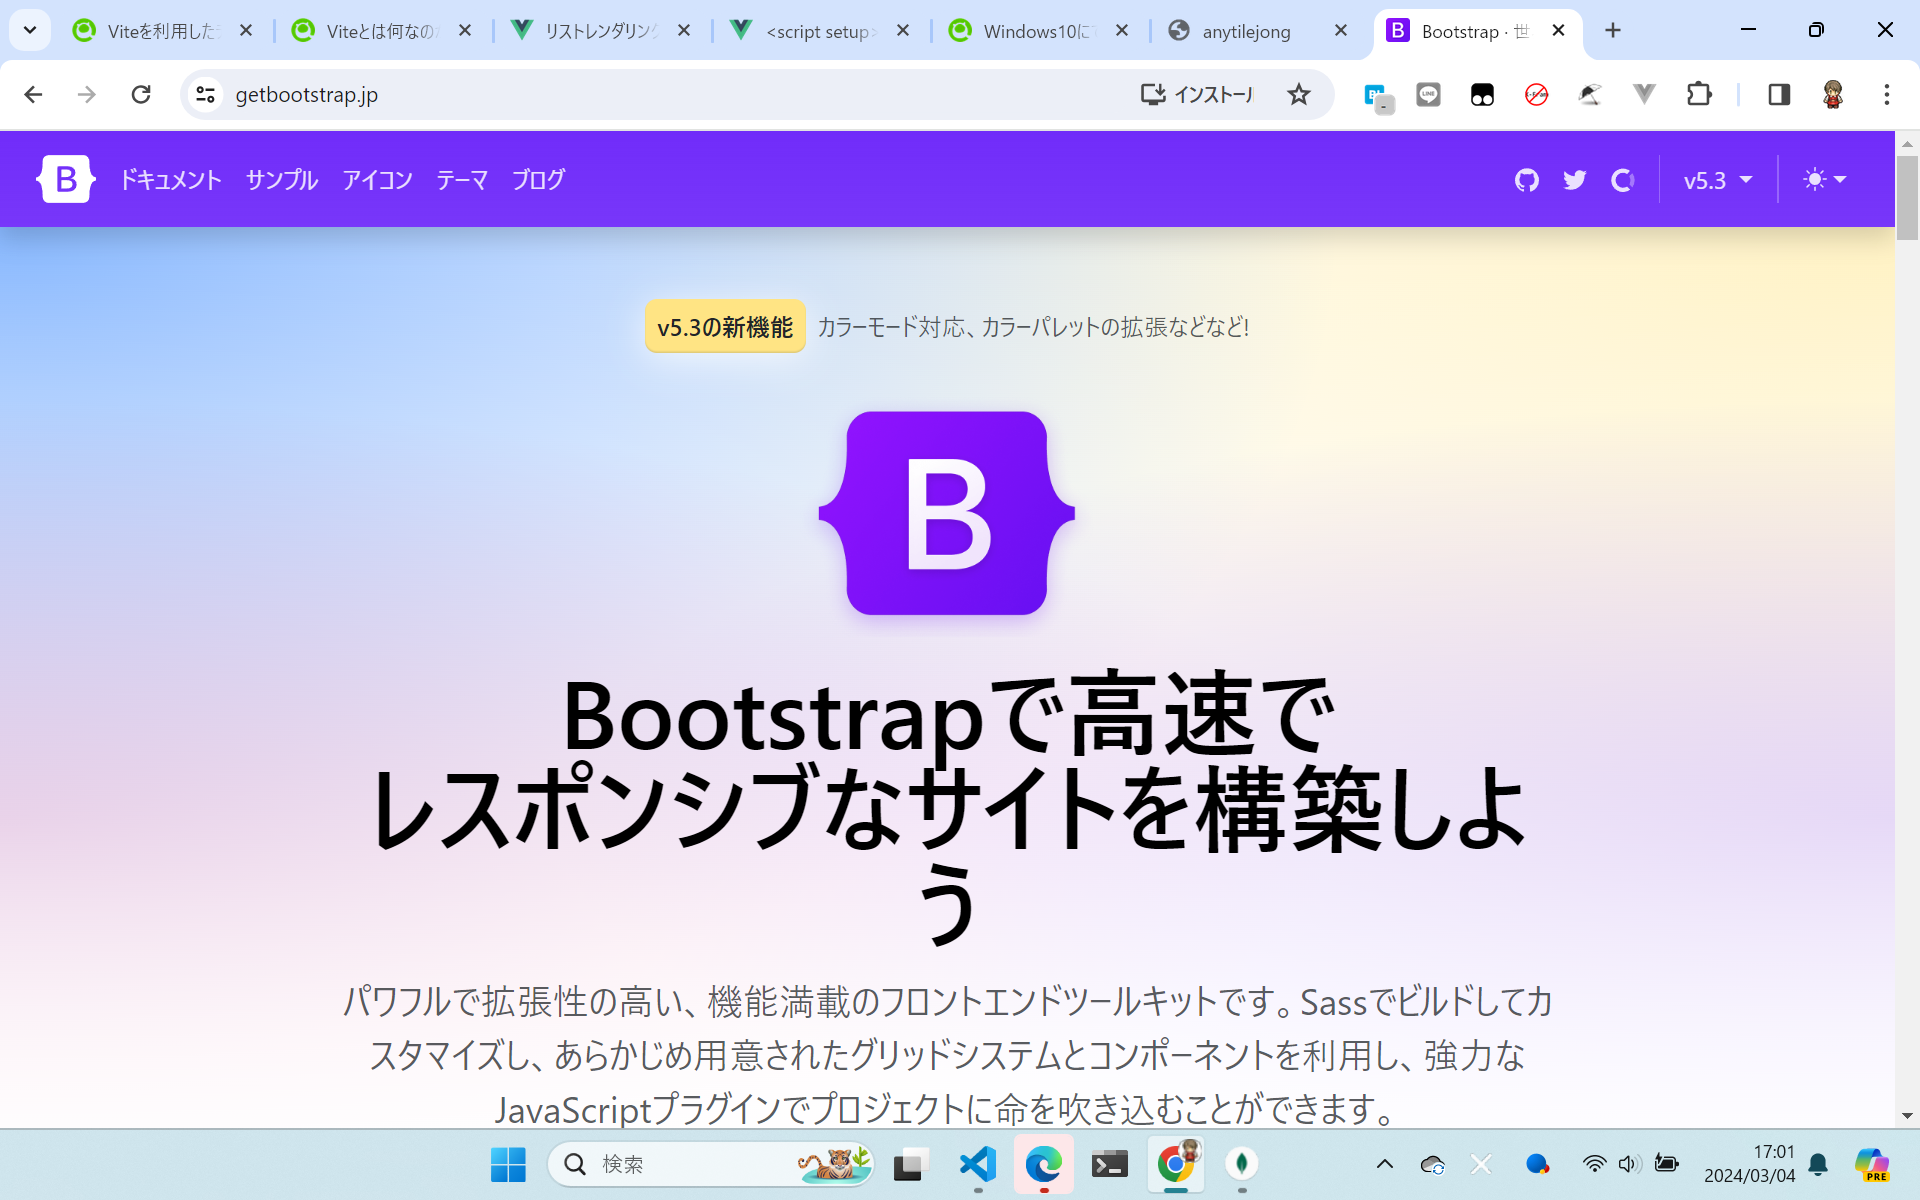 Viteを利用した
Viteとは何なのか
リストレンダリング
<script setup>
Windows10にて
anytilejong
Bootstrap · 世
getbootstrap.jp
インストール
B
ドキュメント
サンプル
アイコン
テーマ
ブログ
v5.3
v5.3の新機能
カラーモード対応、カラーパレットの拡張などなど!
B
Bootstrapで高速で
レスポンシブなサイトを構築しよ
う
パワフルで拡張性の高い、機能満載のフロントエンドツールキットです。Sassでビルドしてカ
スタマイズし、あらかじめ用意されたグリッドシステムとコンポーネントを利用し、強力な
JavaScriptプラグインでプロジェクトに命を吹き込むことができます。
検索
17:01
2024/03/04
PRE